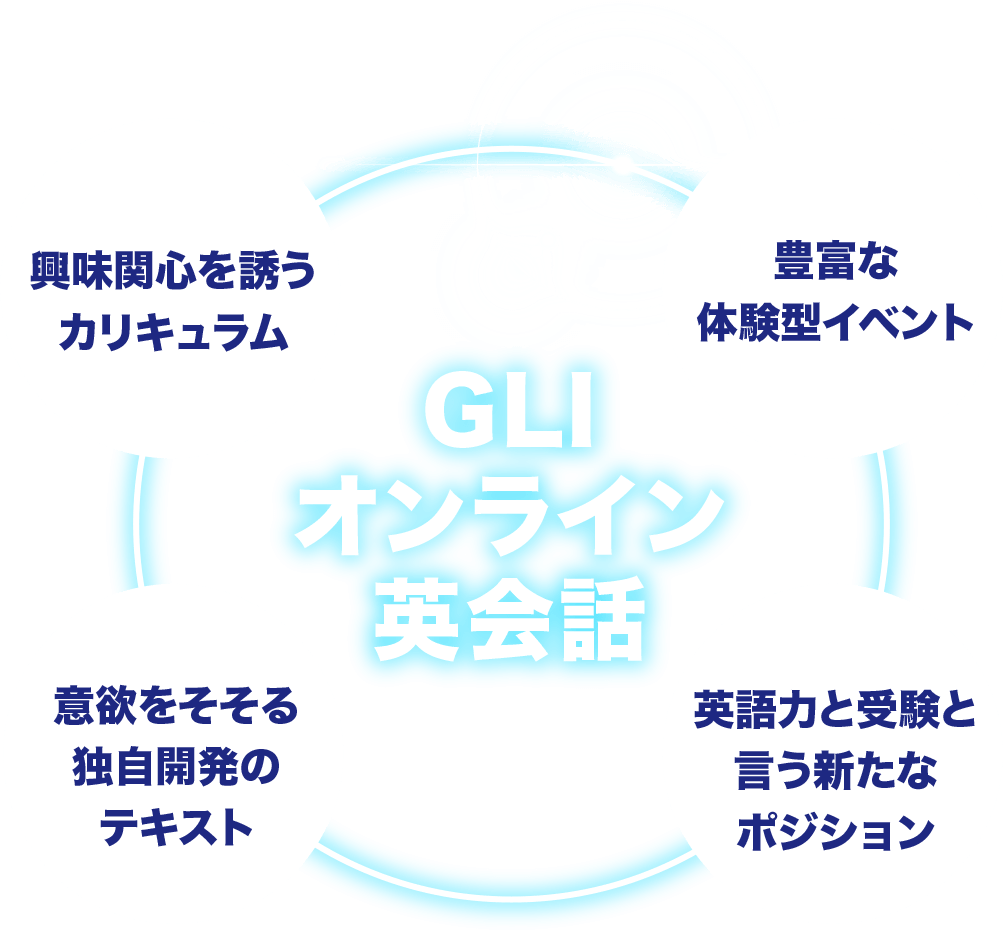 興味関心を誘う
カリキュラム
豊富な
体験型イベント
GLI
オンライン
英会話
意欲をそそる
独自開発の
テキスト
英語力と受験と
言う新たな
ポジション